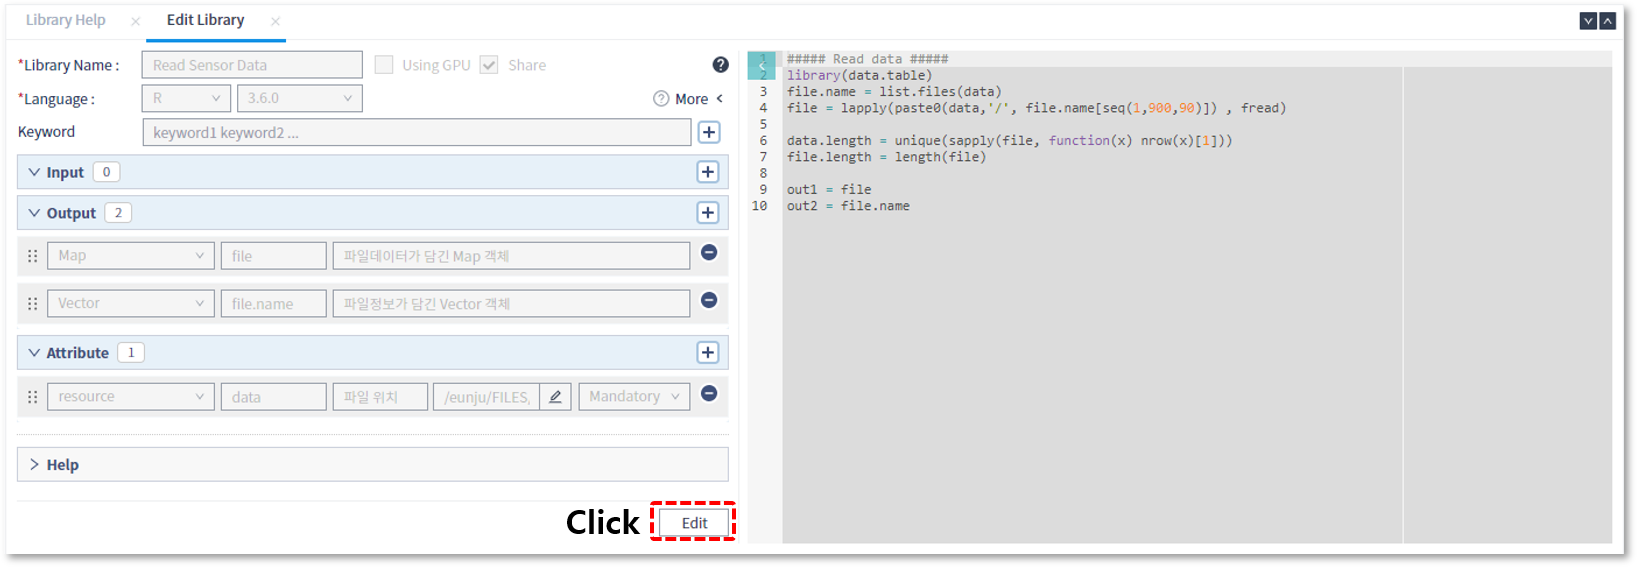 Library Help
Edit Library
*Library Name :
Read Sensor Data
Using GPU
Share
*Language :
R
3.6.0
More
Keyword
keyword1 keyword2 ...
Input 0
Output 2
Map
file
파일데이터가 담긴 Map 객체
Vector
file.name
파일정보가 담긴 Vector 객체
Attribute 1
resource
data
파일 위치
/eunju/FILES,
Mandatory
Help
Click
Edit
1 ##### Read data #####
2 library(data.table)
3 file.name = list.files(data)
4 file = lapply(paste0(data,'/', file.name[seq(1,900,90)]) , fread)
5
6 data.length = unique(sapply(file, function(x) nrow(x)[1]))
7 file.length = length(file)
8
9 out1 = file
10 out2 = file.name